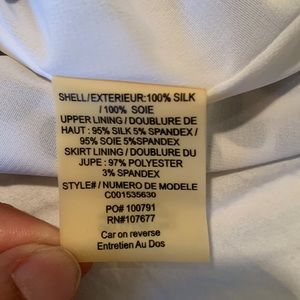 SHELL/EXTERIEUR:100% SILK
/ 100% SOIE
UPPER LINING / DOUBLURE DE
HAUT : 95% SILK 5% SPANDEX /
95% SOIE 5% SPANDEX
SKIRT LINING / DOUBLURE DU
JUPE : 97% POLYESTER
3% SPANDEX
STYLE# / NUMERO DE MODELE
C001535630
PO# 100791
RN#107677
Car on reverse
Entretien Au Dos